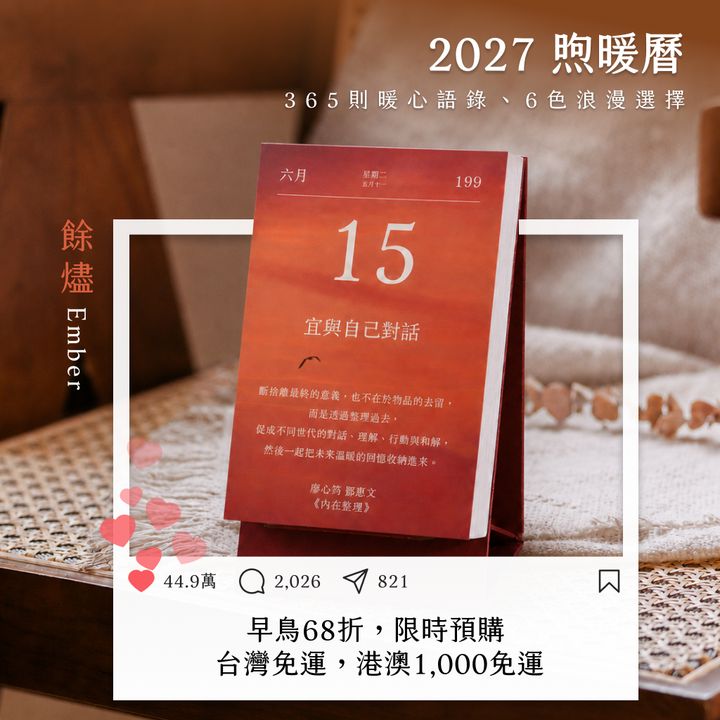 2027 煦暖曆
365則暖心語錄、6色浪漫選擇
餘燼 Ember
六月
星期二
五月十一
199
15
宜與自己對話
斷捨離最終的意義，也不在於物品的去留，
而是透過整理過去，
促成不同世代的對話、理解、行動與和解，
然後一起把未來溫暖的回憶收納進來。
廖心筠 鄧惠文
《內在整理》
44.9萬
2,026
821
早鳥68折，限時預購
台灣免運，港澳1,000免運